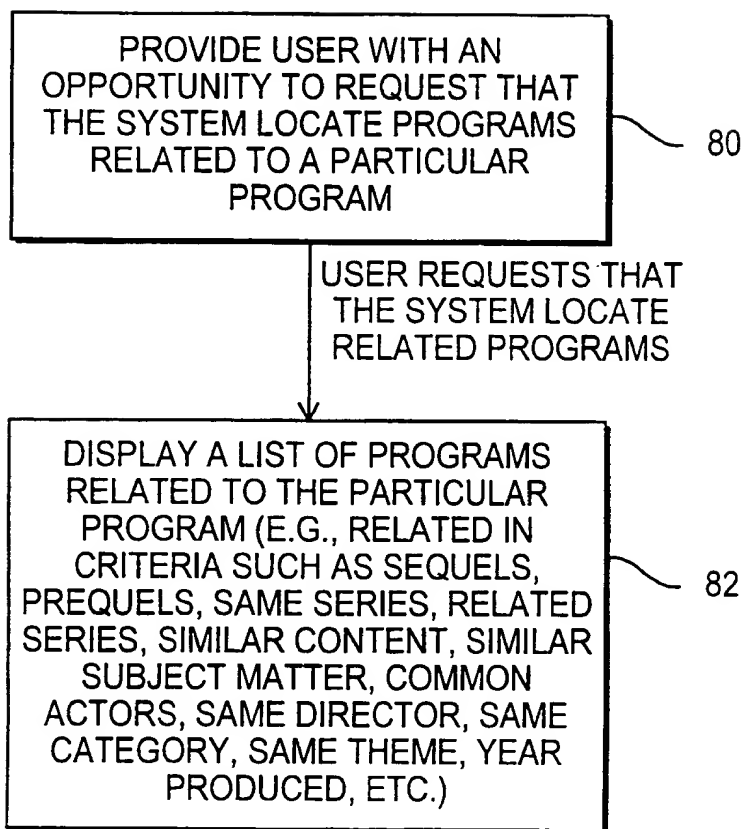 PROVIDE USER WITH AN
OPPORTUNITY TO REQUEST THAT
THE SYSTEM LOCATE PROGRAMS
RELATED TO A PARTICULAR
PROGRAM
80
USER REQUESTS THAT
THE SYSTEM LOCATE
RELATED PROGRAMS
DISPLAY A LIST OF PROGRAMS
RELATED TO THE PARTICULAR
PROGRAM (E.G., RELATED IN
CRITERIA SUCH AS SEQUELS,
PREQUELS, SAME SERIES, RELATED
SERIES, SIMILAR CONTENT, SIMILAR
SUBJECT MATTER, COMMON
ACTORS, SAME DIRECTOR, SAME
CATEGORY, SAME THEME, YEAR
PRODUCED, ETC.)
82